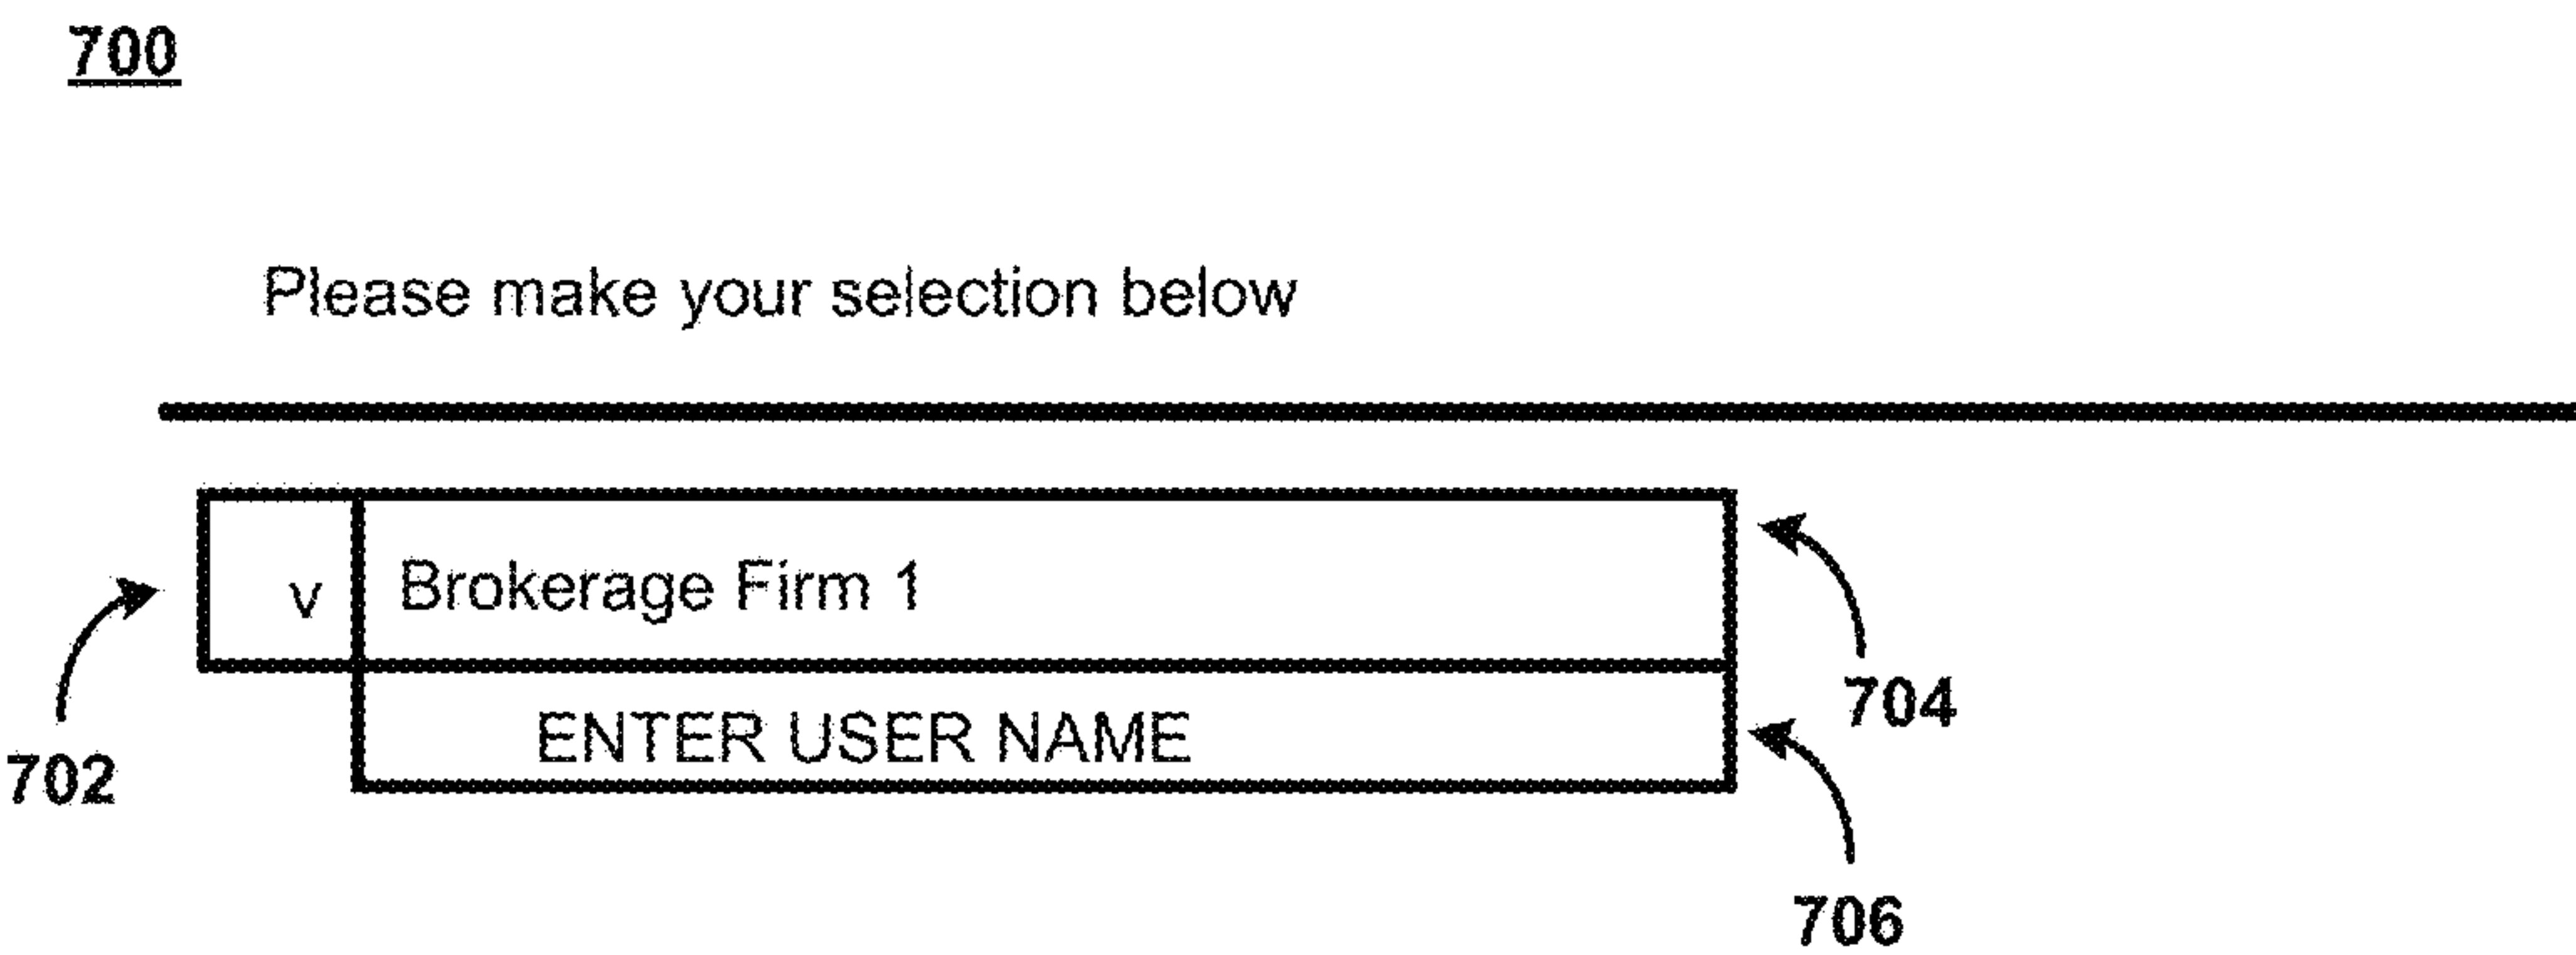 700
Please make your selection below
v Brokerage Firm 1
ENTER USER NAME
702
704
706